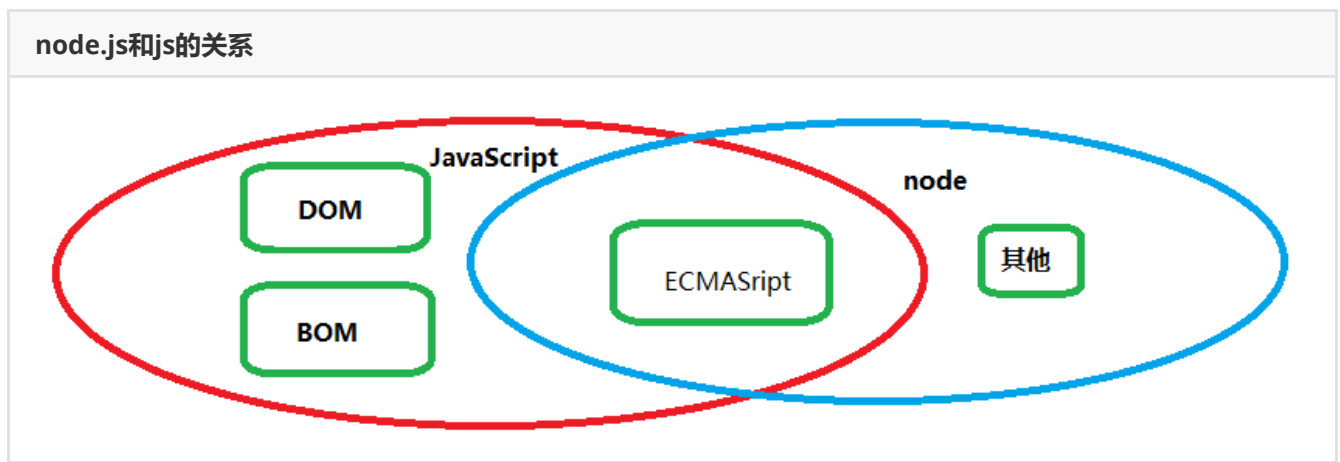 node.js和js的关系
JavaScript
node
DOM
ECMASript
其他
BOM